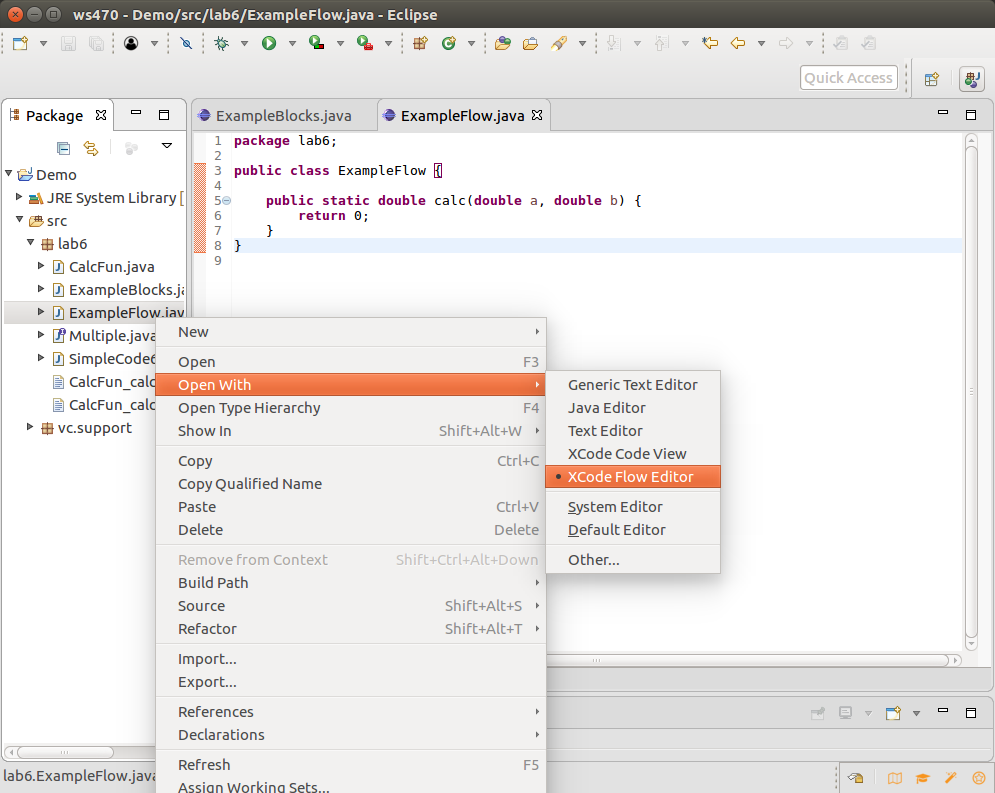 ws470 - Demo/src/lab6/ExampleFlow.java - Eclipse
Quick Access
Package
ExampleBlocks.java
ExampleFlow.java
Demo
JRE System Library [
src
lab6
CalcFun.java
ExampleBlocks.ja
ExampleFlow.jav
Multiple.java
SimpleCode6
CalcFun_calc
CalcFun_calc
vc.support
1 package lab6;
2
3 public class ExampleFlow {
4
5 public static double calc(double a, double b) {
6 return 0;
7 }
8 }
9
New
Open F3
Open With
Open Type Hierarchy F4
Show In Shift+Alt+W
Copy Ctrl+C
Copy Qualified Name
Paste Ctrl+V
Delete Delete
Remove from Context Shift+Ctrl+Alt+Down
Build Path
Source Shift+Alt+S
Refactor Shift+Alt+T
Import...
Export...
References
Declarations
Refresh F5
Assign Working Sets...
Generic Text Editor
Java Editor
Text Editor
XCode Code View
XCode Flow Editor
System Editor
Default Editor
Other...
lab6.ExampleFlow.java